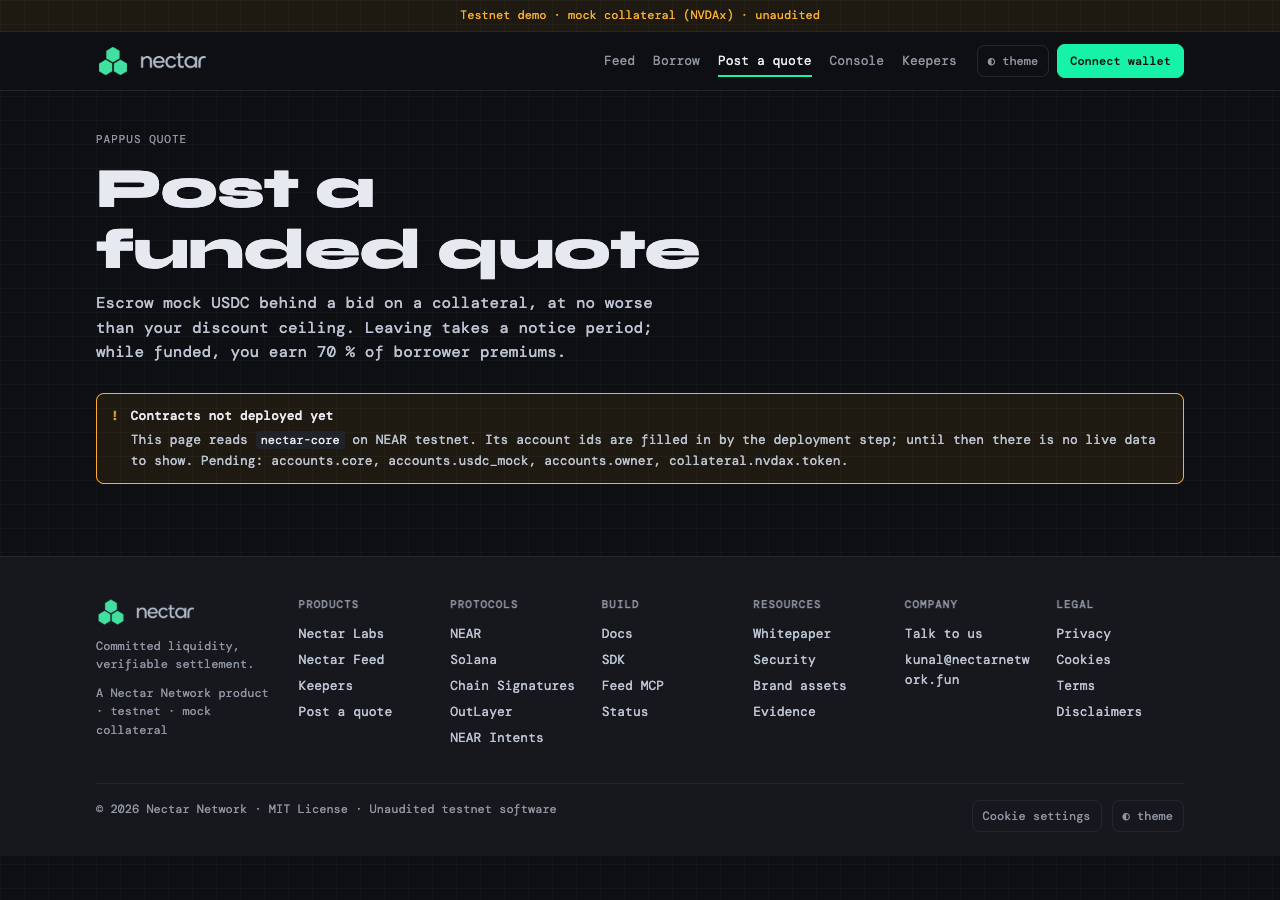 Testnet demo · mock collateral (NVDAx) · unaudited
nectar
Feed Borrow Post a quote Console Keepers ◐ theme Connect wallet
PAPPUS QUOTE
Post a
funded quote
Escrow mock USDC behind a bid on a collateral, at no worse
than your discount ceiling. Leaving takes a notice period;
while funded, you earn 70 % of borrower premiums.
! Contracts not deployed yet
This page reads nectar-core on NEAR testnet. Its account ids are filled in by the deployment step; until then there is no live data
to show. Pending: accounts.core, accounts.usdc_mock, accounts.owner, collateral.nvdax.token.
nectar
Committed liquidity,
verifiable settlement.
A Nectar Network product
· testnet · mock
collateral
PRODUCTS
Nectar Labs
Nectar Feed
Keepers
Post a quote
PROTOCOLS
NEAR
Solana
Chain Signatures
OutLayer
NEAR Intents
BUILD
Docs
SDK
Feed MCP
Status
RESOURCES
Whitepaper
Security
Brand assets
Evidence
COMPANY
Talk to us
kunal@nectarnetw
ork.fun
LEGAL
Privacy
Cookies
Terms
Disclaimers
© 2026 Nectar Network · MIT License · Unaudited testnet software
Cookie settings ◐ theme